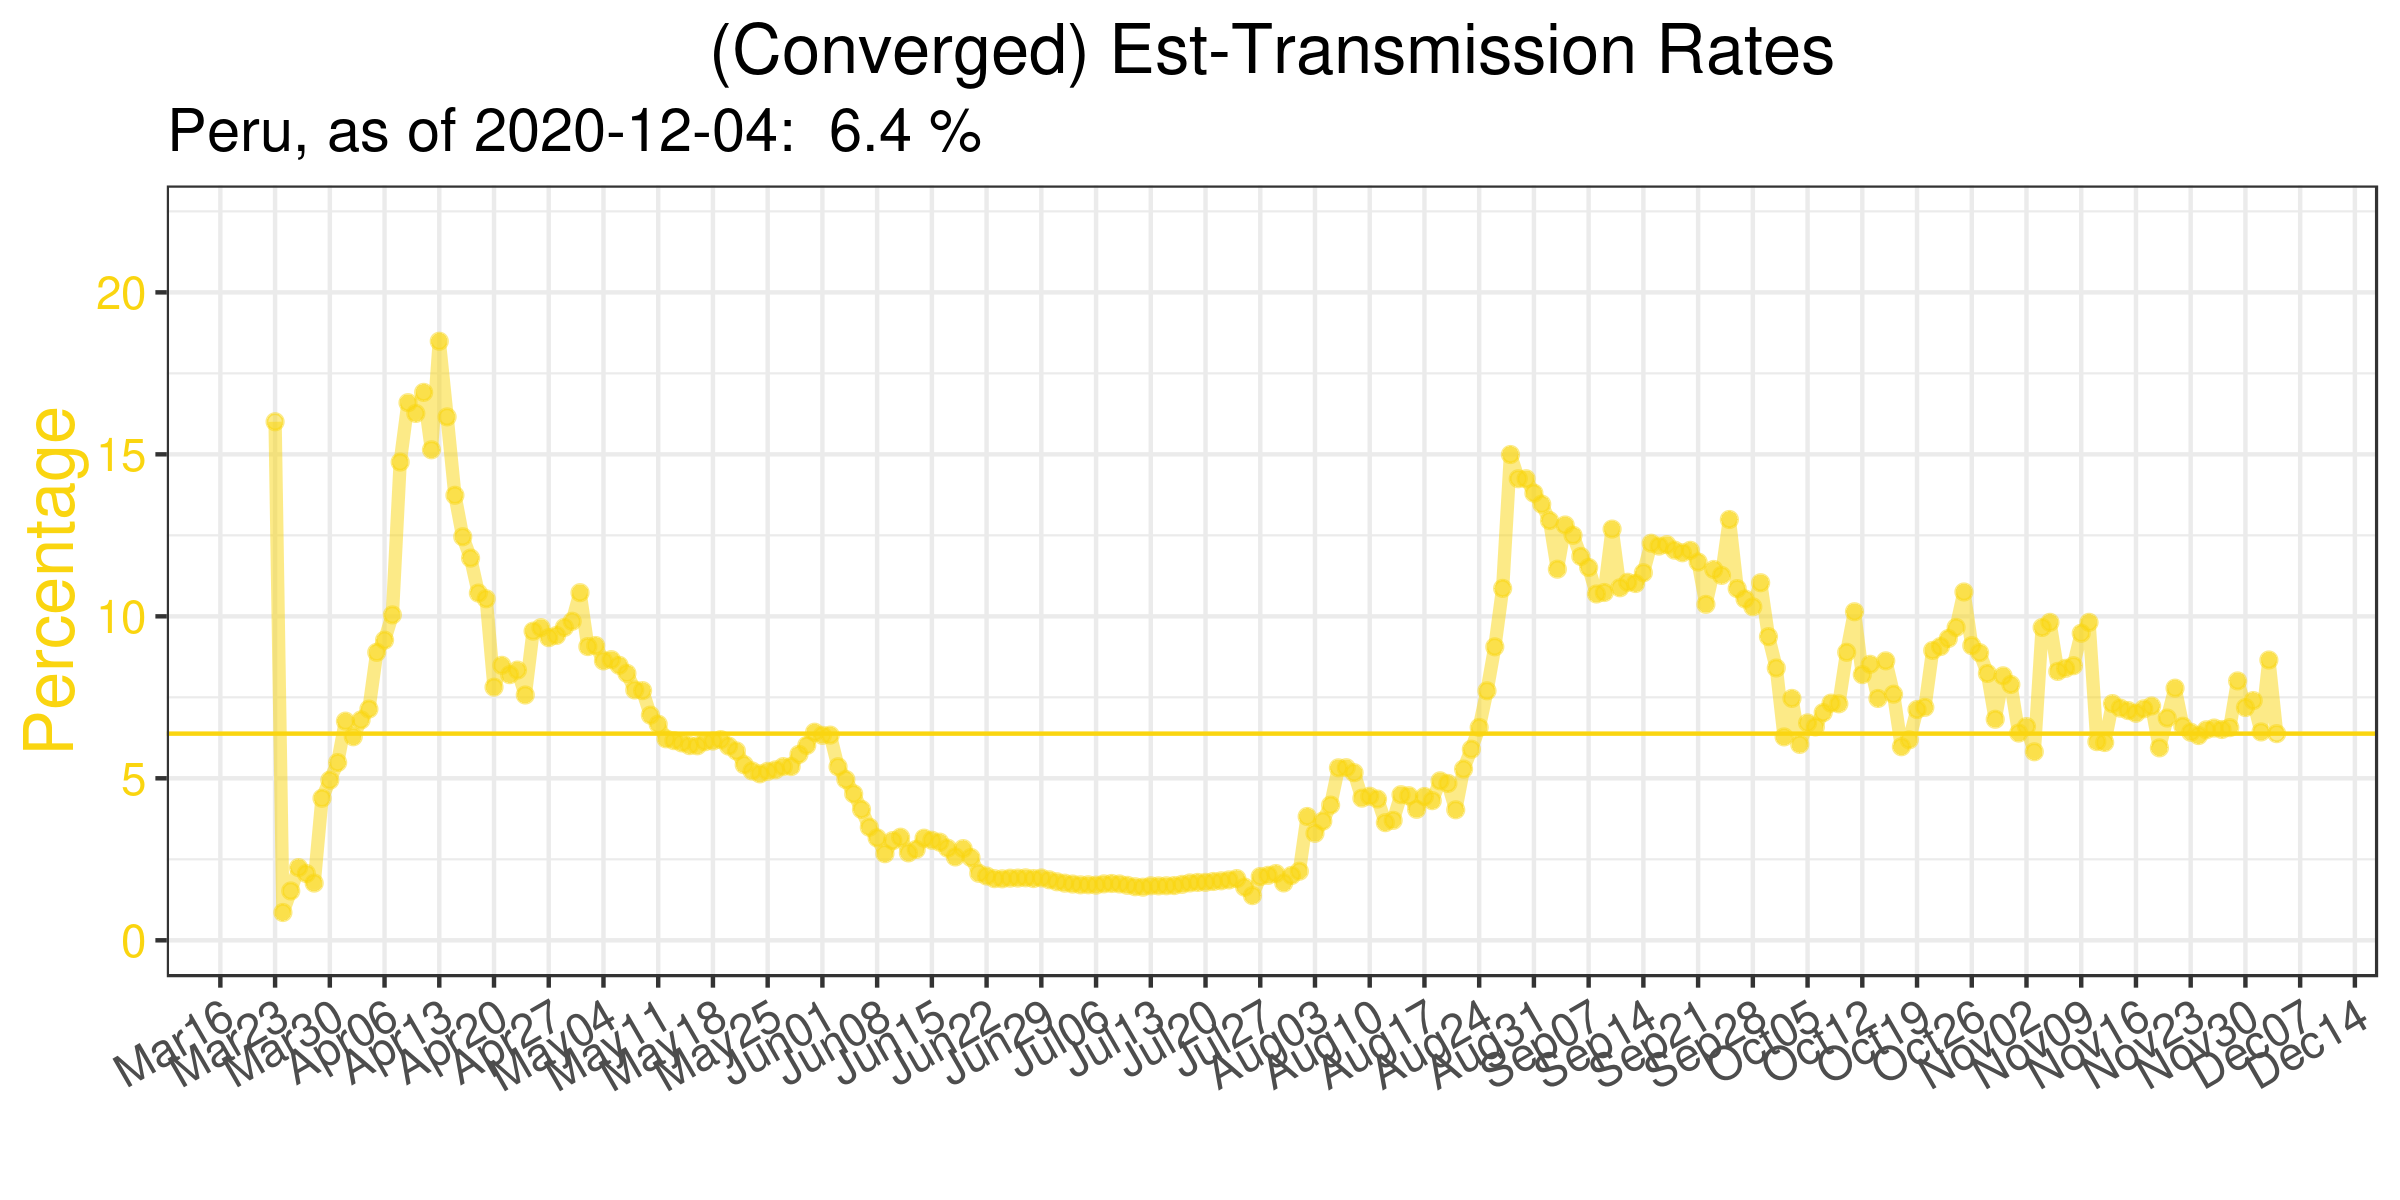 (Converged) Est-Transmission Rates
Peru, as of 2020-12-04:  6.4 %
Percentage
20
15
10
5
0
Mar16
Mar23
Mar30
Apr06
Apr13
Apr20
Apr27
May04
May11
May18
May25
Jun01
Jun08
Jun15
Jun22
Jun29
Jul06
Jul13
Jul20
Jul27
Aug03
Aug10
Aug17
Aug24
Aug31
Sep07
Sep14
Sep21
Sep28
Oct05
Oct12
Oct19
Oct26
Nov02
Nov09
Nov16
Nov23
Nov30
Dec07
Dec14